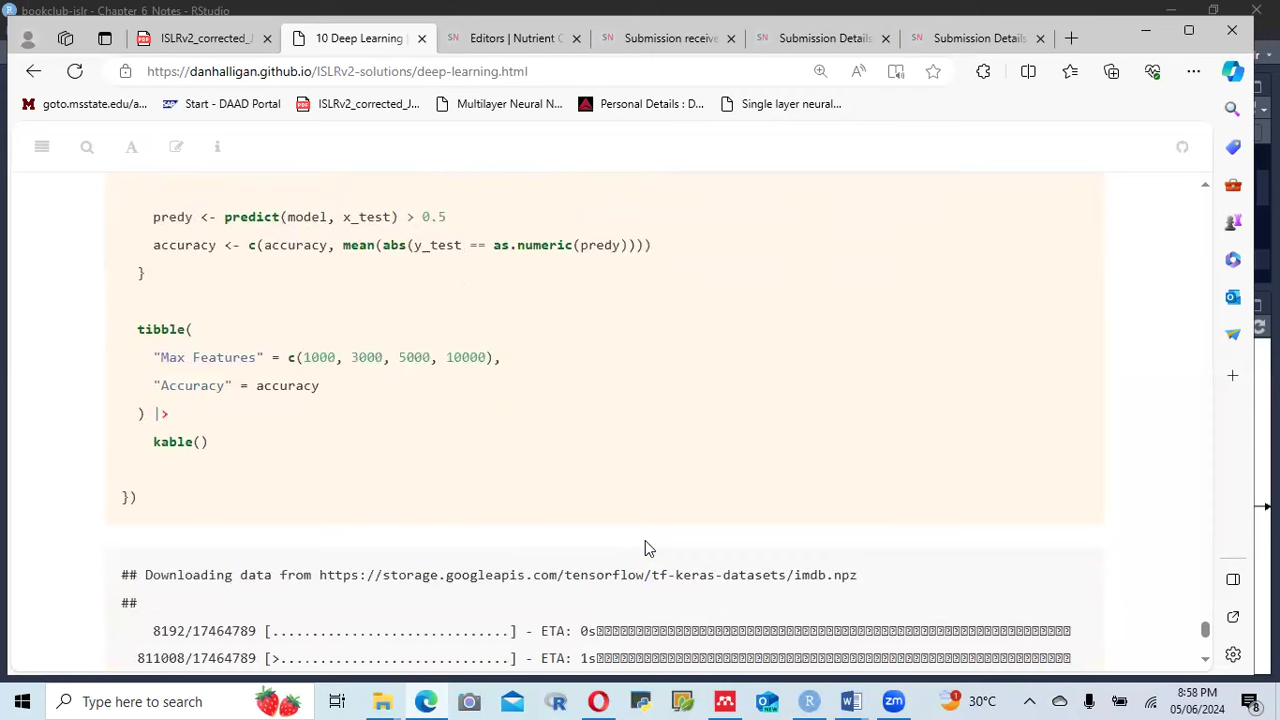 bookclub-islr - Chapter 6 Notes - RStudio
ISLRv2_corrected_J
10 Deep Learning
Editors | Nutrient C
Submission receive
Submission Details
Submission Details
https://danhalligan.github.io/ISLRv2-solutions/deep-learning.html
goto.msstate.edu/a...
Start - DAAD Portal
ISLRv2_corrected_J...
Multilayer Neural N...
Personal Details : D...
Single layer neural...
predy <- predict(model, x_test) > 0.5
accuracy <- c(accuracy, mean(abs(y_test == as.numeric(predy))))
}
tibble(
"Max Features" = c(1000, 3000, 5000, 10000),
"Accuracy" = accuracy
) |>
kable()
})
## Downloading data from https://storage.googleapis.com/tensorflow/tf-keras-datasets/imdb.npz
##
8192/17464789 [..............................] - ETA: 0s
811008/17464789 [>.............................] - ETA: 1s
Type here to search
30°C
8:58 PM
05/06/2024
8